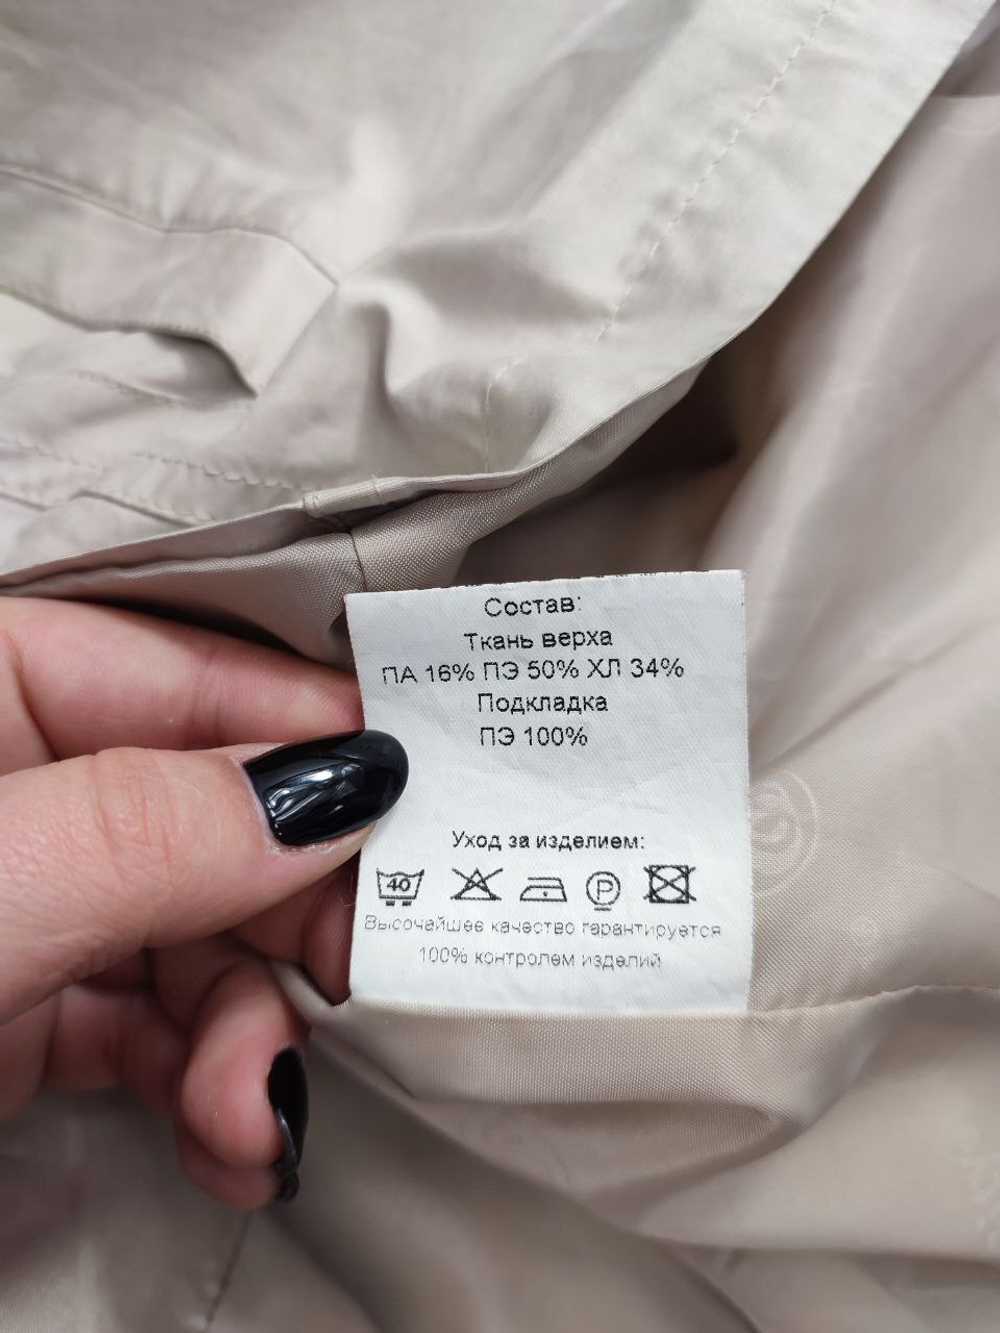 Состав:
Ткань верха
ПА 16% ПЭ 50% ХЛ 34%
Подкладка
ПЭ 100%
Уход за изделием:
40 P
Высочайшее качество гарантируется
100% контролем изделий